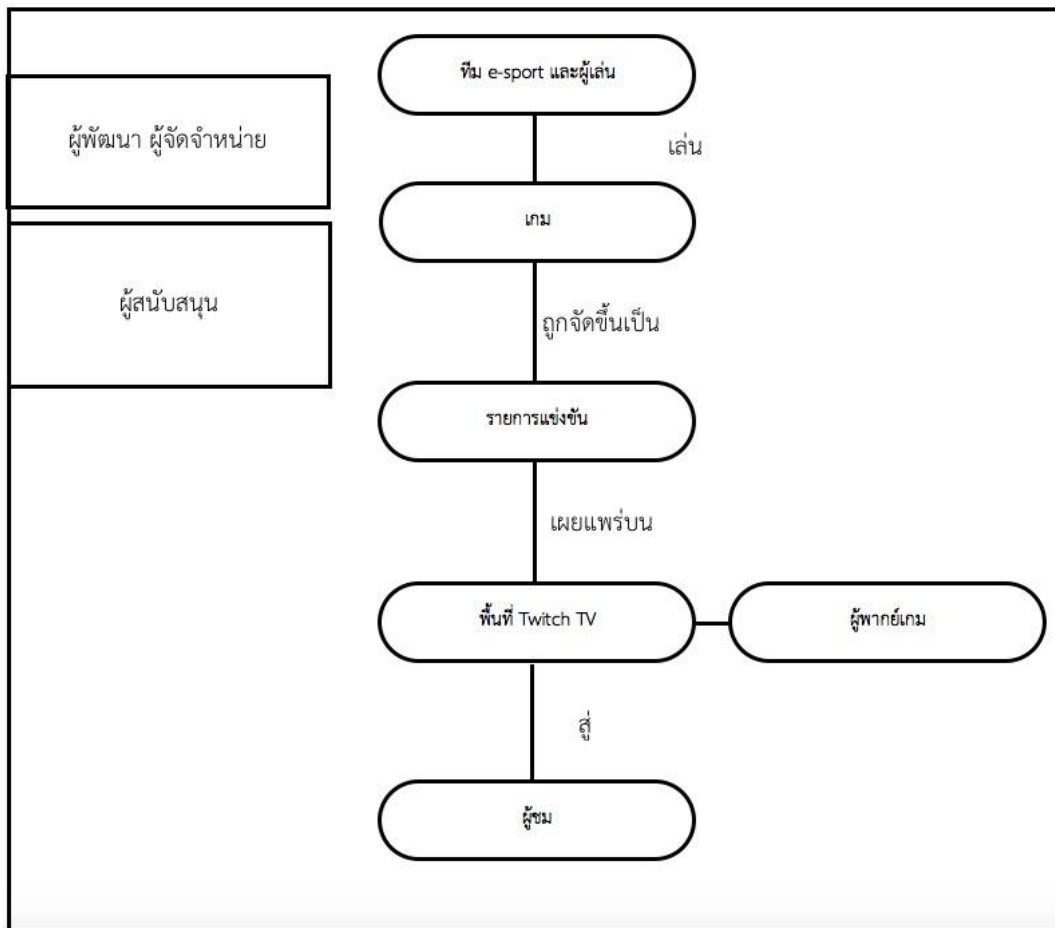 ทีม e-sport และผู้เล่น
ผู้พัฒนา ผู้จัดจำหน่าย
เล่น
เกม
ผู้สนับสนุน
ถูกจัดขึ้นเป็น
รายการแข่งขัน
เผยแพร่บน
พื้นที่ Twitch TV
ผู้พากย์เกม
สู่
ผู้ชม